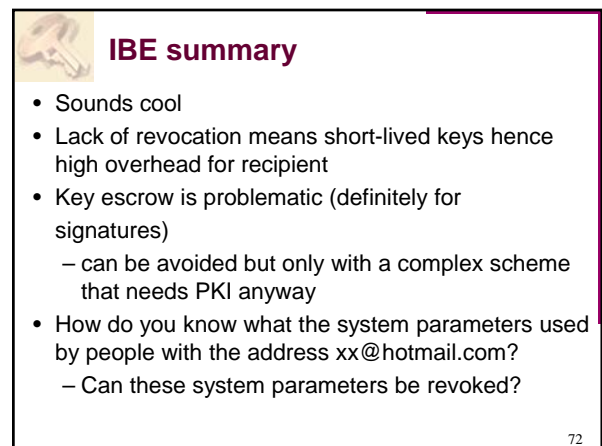 IBE summary
• Sounds cool
• Lack of revocation means short-lived keys hence
high overhead for recipient
• Key escrow is problematic (definitely for
signatures)
– can be avoided but only with a complex scheme
that needs PKI anyway
• How do you know what the system parameters used
by people with the address xx@hotmail.com?
– Can these system parameters be revoked?
72